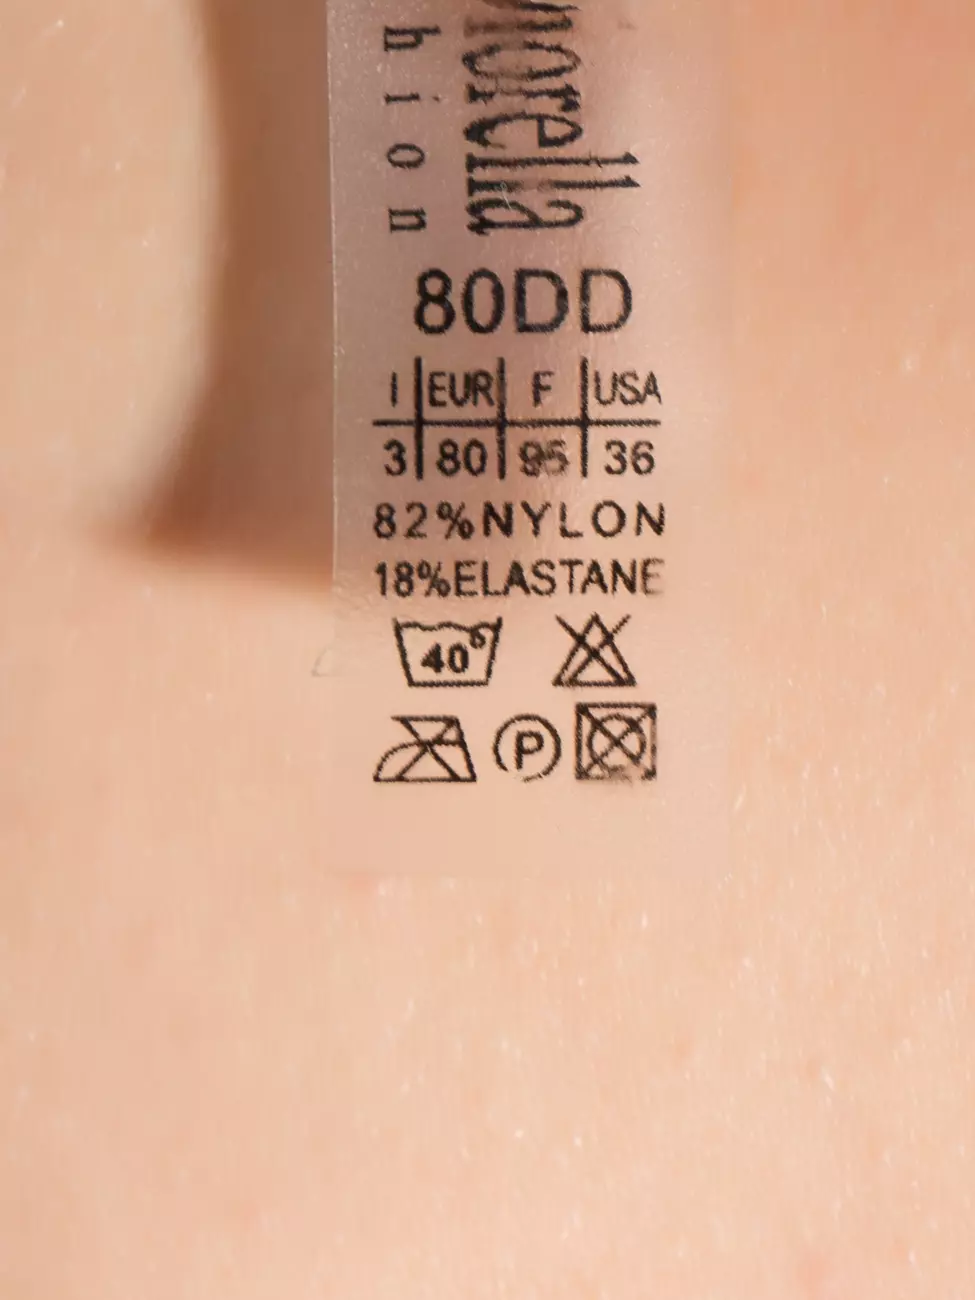 80DD
I EUR F USA
3 80 95 36
82%NYLON
18%ELASTANE
40°
P